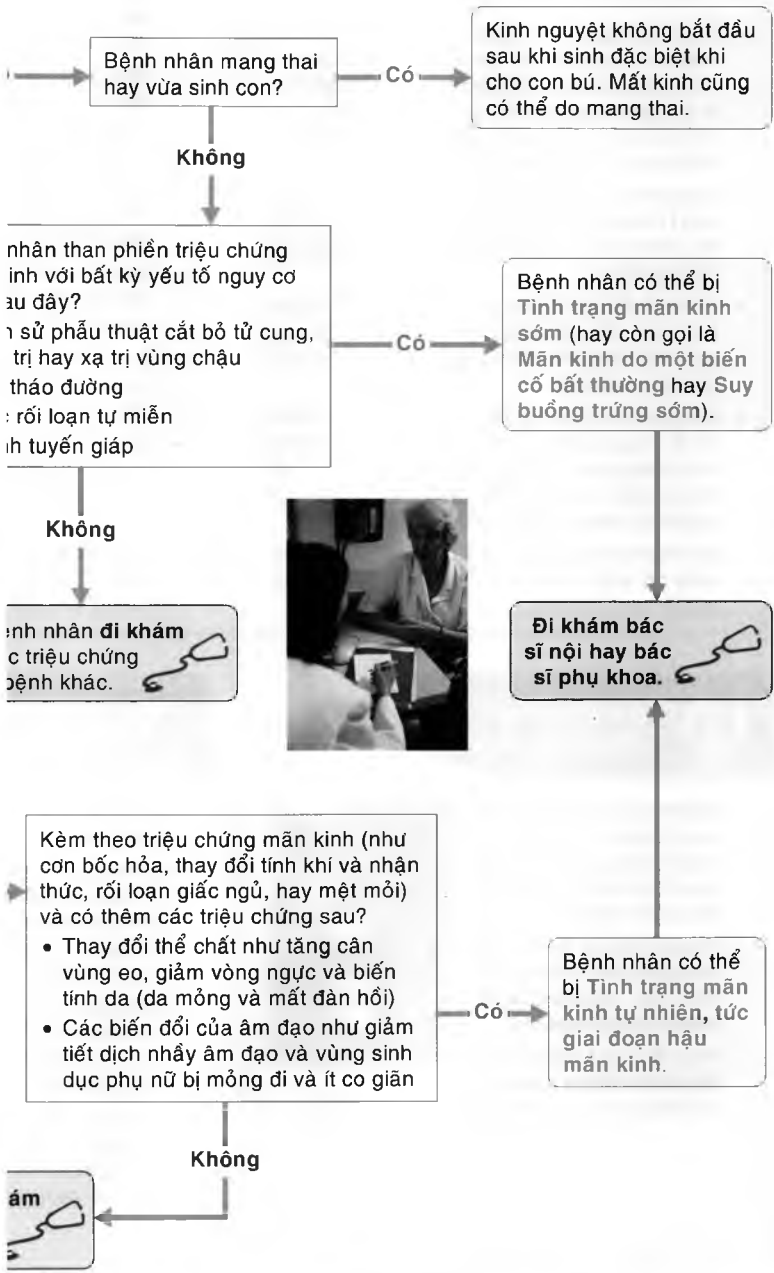 Bệnh nhân mang thai
hay vừa sinh con?
Có
Kinh nguyệt không bắt đầu
sau khi sinh đặc biệt khi
cho con bú. Mất kinh cũng
có thể do mang thai.
Không
nhân than phiền triệu chứng
inh với bất kỳ yếu tố nguy cơ
au đây?
sử phẫu thuật cắt bỏ tử cung,
trị hay xạ trị vùng chậu
tháo đường
rối loạn tự miễn
nh tuyến giáp
Có
Bệnh nhân có thể bị
Tình trạng mãn kinh
sớm (hay còn gọi là
Mãn kinh do một biến
cố bất thường hay Suy
buồng trứng sớm).
Không
ệnh nhân đi khám
c triệu chứng
bệnh khác.
Đi khám bác
sĩ nội hay bác
sĩ phụ khoa.
Kèm theo triệu chứng mãn kinh (như
cơn bốc hỏa, thay đổi tính khí và nhận
thức, rối loạn giấc ngủ, hay mệt mỏi)
và có thêm các triệu chứng sau?
• Thay đổi thể chất như tăng cân
vùng eo, giảm vòng ngực và biến
tính da (da mỏng và mất đàn hồi)
• Các biến đổi của âm đạo như giảm
tiết dịch nhầy âm đạo và vùng sinh
dục phụ nữ bị mỏng đi và ít co giãn
Có
Bệnh nhân có thể
bị Tình trạng mãn
kinh tự nhiên, tức
giai đoạn hậu
mãn kinh.
Không
ám